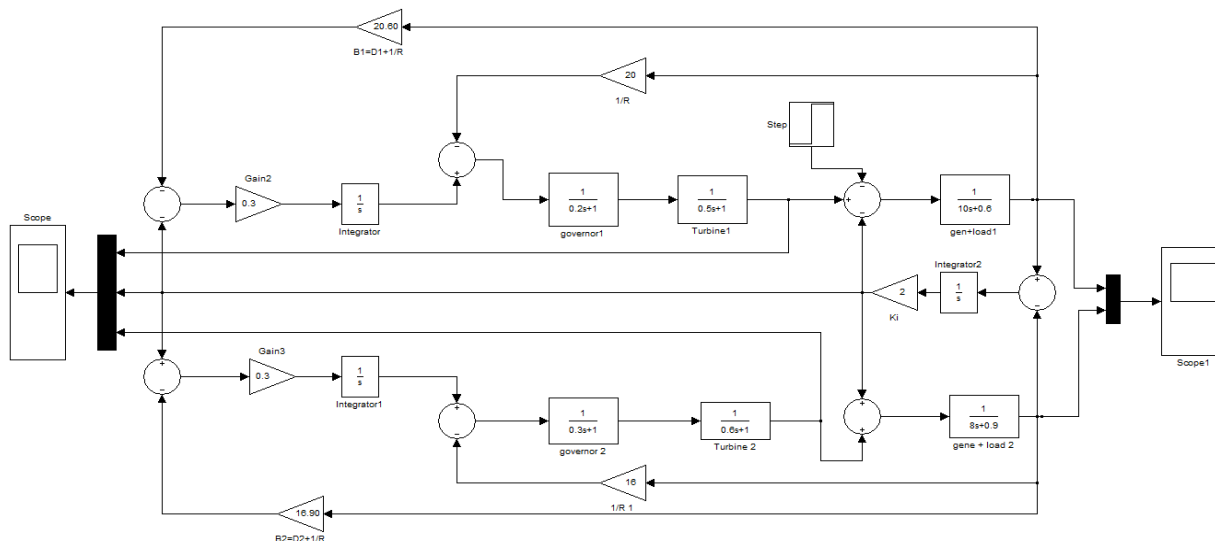 20.60
B1=D1+1/R
20
1/R
Step
Gain2
0.3
1
s
Integrator
1
0.2s+1
governor1
1
0.5s+1
Turbine1
1
10s+0.6
gen+load1
Scope
Integrator2
1
s
2
Ki
Scope1
Gain3
0.3
1
s
Integrator1
1
0.3s+1
governor 2
1
0.6s+1
Turbine 2
1
8s+0.9
gene + load 2
16
1/R 1
16.90
B2=D2+1/R